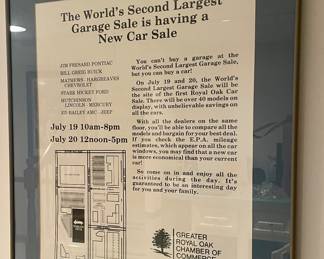 The World's Second Largest
Garage Sale is having a
New Car Sale
JIM FRESARD PONTIAC
BILL GREIG BUICK
MATHEWS HARGREAVES
CHEVROLET
STARK HICKEY FORD
HUTCHINSON
LINCOLN - MERCURY
ED BAILEY AMC - JEEP
July 19 10am-8pm
July 20 12noon-5pm
You can't buy a garage at the
World's Second Largest Garage Sale,
but you can buy a car!
On July 19 and 20, the World's
Second Largest Garage Sale will be
the site of the first Royal Oak Car
Sale. There will be over 40 models on
display, with unbelievable savings on
all the cars.
With all the dealers on the same
floor, you'll be able to compare all the
models and bargain for your best deal.
If you check the E.P.A. mileage
estimates, which appear on all the car
windows, you may find that a new car
is more economical than your current
car!
So come on in and enjoy all the
activities during the day. It's
guaranteed to be an interesting day
for you and your family.
GREATER
ROYAL OAK
CHAMBER OF
COMMERCE